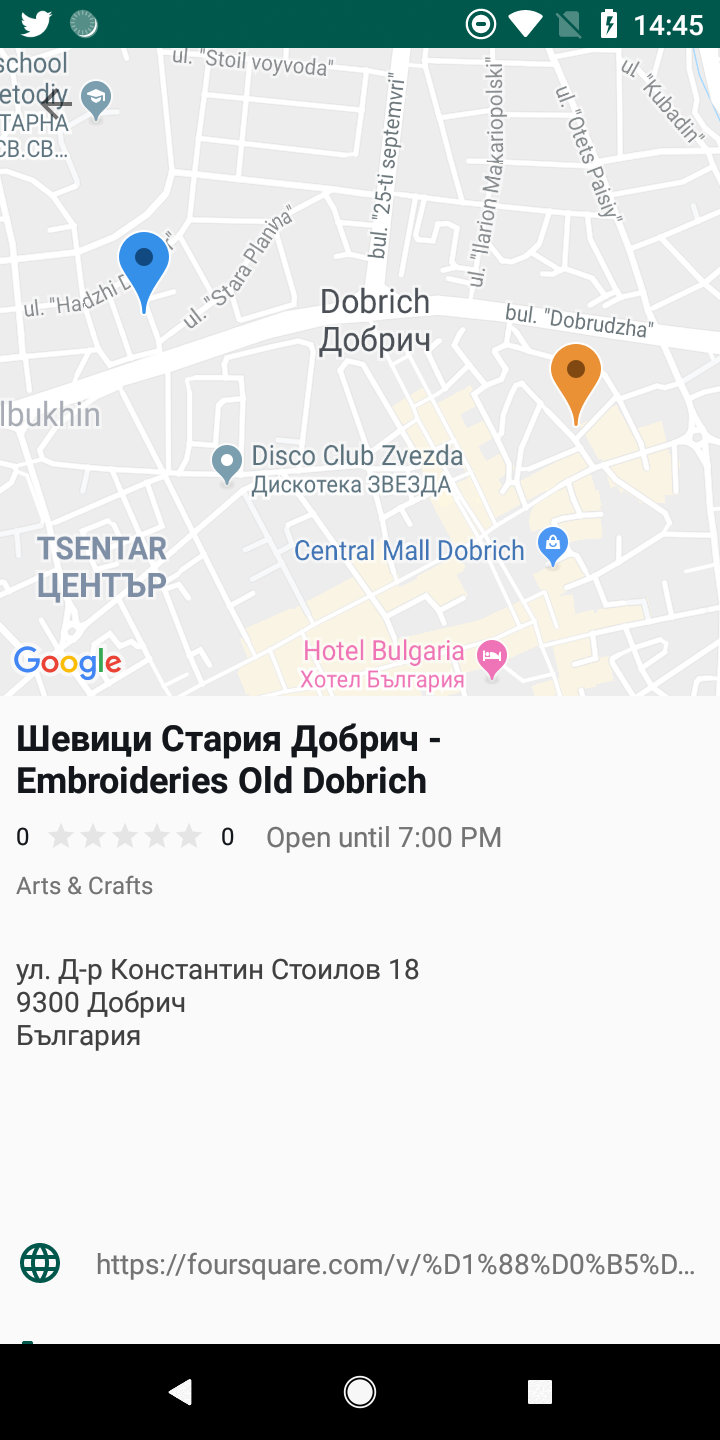 14:45
school
etodiy
ТАРНА
СВ.СВ...
ul. "Stoil voyvoda"
bul. "25-ti septemvri"
ul. "Ilarion Makariopolski"
ul. "Otets Paisiy"
ul. "Kubadin"
ul. "Hadzhi D
ul. "Stara Planina"
Dobrich
Добрич
bul. "Dobrudzha"
lbukhin
Disco Club Zvezda
Дискотека ЗВЕЗДА
TSENTAR
ЦЕНТЪР
Central Mall Dobrich
Hotel Bulgaria
Хотел България
Google
Шевици Стария Добрич -
Embroideries Old Dobrich
0 0 Open until 7:00 PM
Arts & Crafts
ул. Д-р Константин Стоилов 18
9300 Добрич
България
https://foursquare.com/v/%D1%88%D0%B5%D...